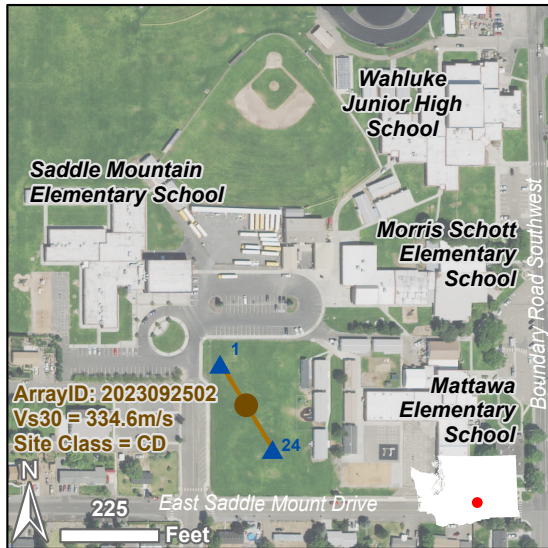 Wahluke
Junior High
School
Saddle Mountain
Elementary School
Morris Schott
Elementary
School
Boundary Road Southwest
1
ArrayID: 2023092502
Vs30 = 334.6m/s
Site Class = CD
Mattawa
Elementary
School
24
N
225
Feet
East Saddle Mount Drive